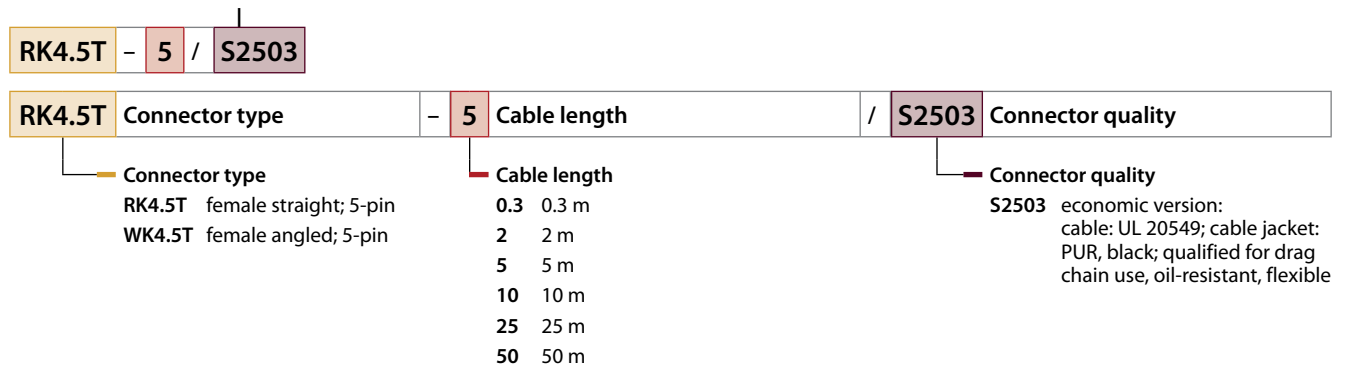 RK4.5T – 5 / S2503
RK4.5T Connector type – 5 Cable length / S2503 Connector quality
Connector type
RK4.5T female straight; 5-pin
WK4.5T female angled; 5-pin
Cable length
0.3 0.3 m
2 2 m
5 5 m
10 10 m
25 25 m
50 50 m
Connector quality
S2503 economic version:
cable: UL 20549; cable jacket:
PUR, black; qualified for drag
chain use, oil-resistant, flexible